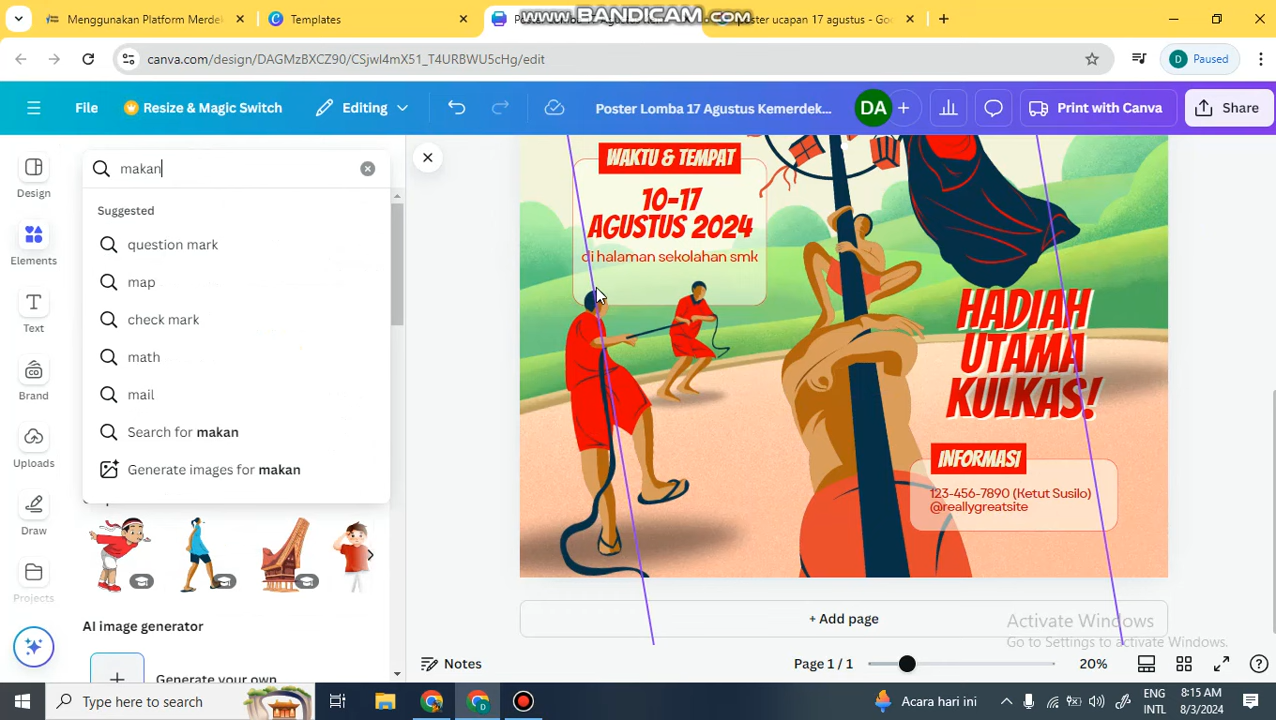 Menggunakan Platform Merdek
Templates
www.BANDICAM.com
poster ucapan 17 agustus - Go
canva.com/design/DAGMzBXCZ90/CSjwI4mX51_T4URBWU5cHg/edit
D Paused
File
Resize & Magic Switch
Editing
Poster Lomba 17 Agustus Kemerdek...
DA
Print with Canva
Share
Design
Elements
Text
Brand
Uploads
Draw
Projects
makan
Suggested
question mark
map
check mark
math
mail
Search for makan
Generate images for makan
AI image generator
Generate your own
WAKTU & TEMPAT
10-17
AGUSTUS 2024
di halaman sekolahan smk
HADIAH
UTAMA
KULKAS!
INFORMASI
123-456-7890 (Ketut Susilo)
@reallygreatsite
+ Add page
Activate Windows
Go to Settings to activate Windows.
Notes
Page 1 / 1
20%
Type here to search
Acara hari ini
ENG
INTL
8:15 AM
8/3/2024